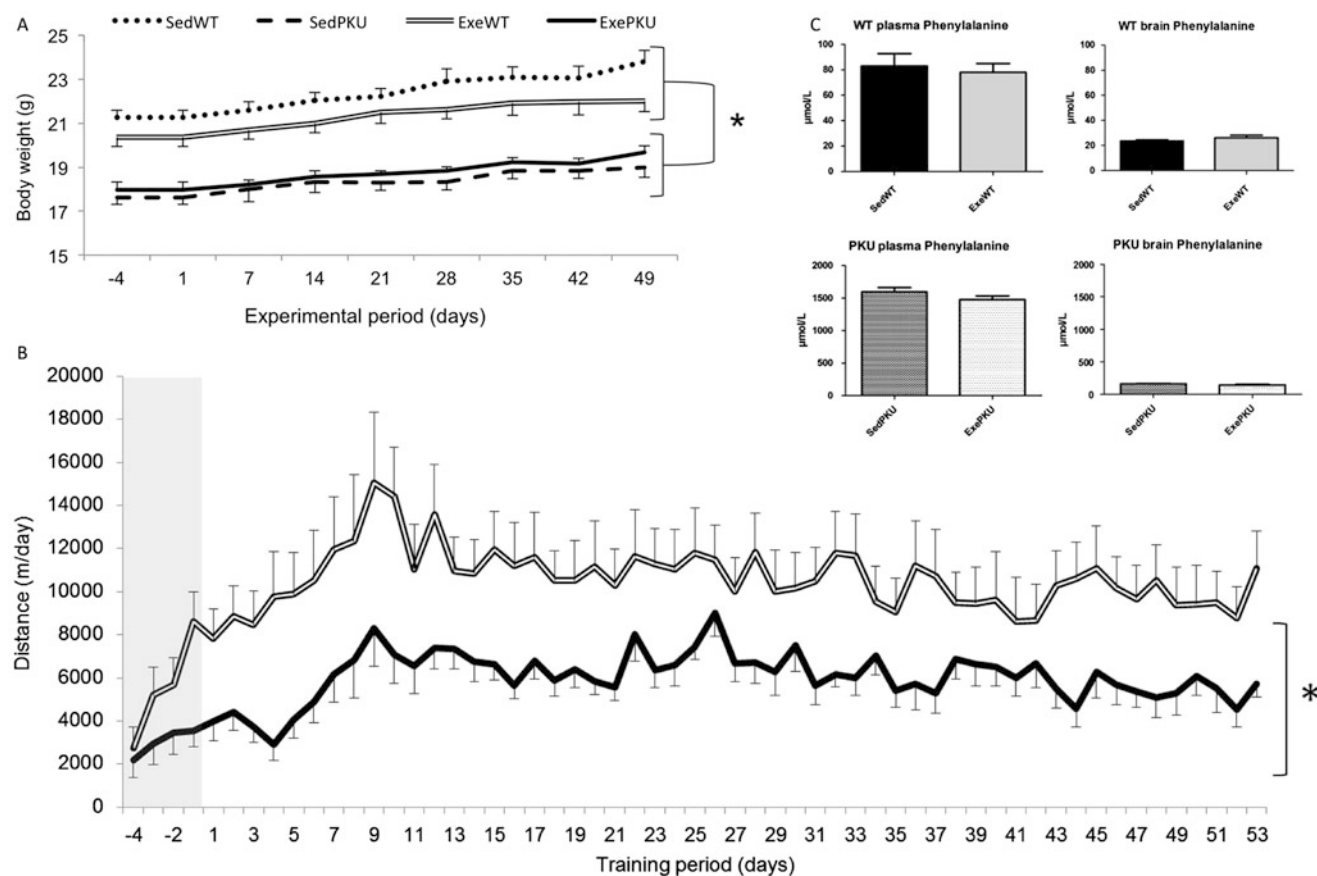 A
SedWT SedPKU ExeWT ExePKU
25
23
21
19
17
15
Body weight (g)
*
-4 1 7 14 21 28 35 42 49
Experimental period (days)
C
WT plasma Phenylalanine
100
80
60
40
20
0
µmol/L
SedWT ExeWT
WT brain Phenylalanine
100
80
60
40
20
0
µmol/L
SedWT ExeWT
PKU plasma Phenylalanine
2000
1500
1000
500
0
µmol/L
SedPKU ExePKU
PKU brain Phenylalanine
2000
1500
1000
500
0
µmol/L
SedPKU ExePKU
B
20000
18000
16000
14000
12000
10000
8000
6000
4000
2000
0
Distance (m/day)
*
-4 -2 1 3 5 7 9 11 13 15 17 19 21 23 25 27 29 31 33 35 37 39 41 43 45 47 49 51 53
Training period (days)